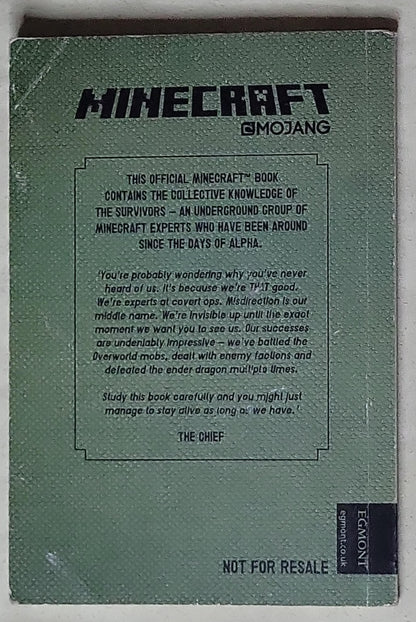 MINECRAFT
MOJANG
THIS OFFICIAL MINECRAFT™ BOOK
CONTAINS THE COLLECTIVE KNOWLEDGE OF
THE SURVIVORS – AN UNDERGROUND GROUP OF
MINECRAFT EXPERTS WHO HAVE BEEN AROUND
SINCE THE DAYS OF ALPHA.
'You're probably wondering why you've never
heard of us. It's because we're THAT good.
We're experts at covert ops. Misdirection is our
middle name. We're invisible up until the exact
moment we want you to see us. Our successes
are undeniably impressive – we've battled the
Overworld mobs, dealt with enemy factions and
defeated the ender dragon multiple times.
Study this book carefully and you might just
manage to stay alive as long as we have.'
THE CHIEF
EGMONT
egmont.co.uk
NOT FOR RESALE